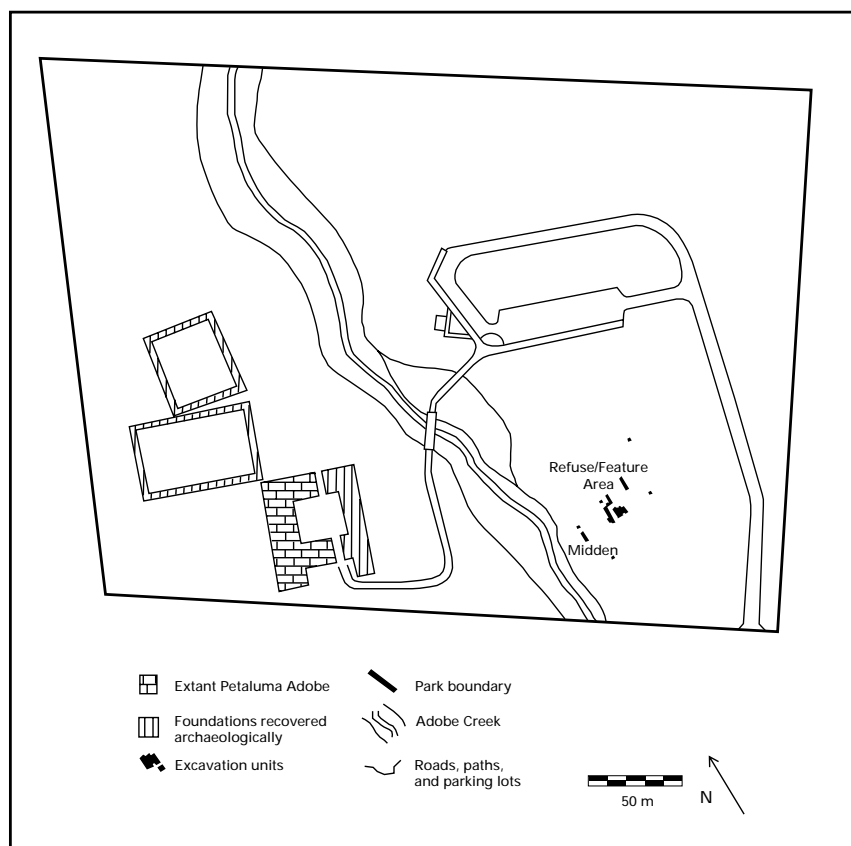 Refuse/Feature
Area
Midden
Extant Petaluma Adobe
Foundations recovered
archaeologically
Excavation units
Park boundary
Adobe Creek
Roads, paths,
and parking lots
50 m
N